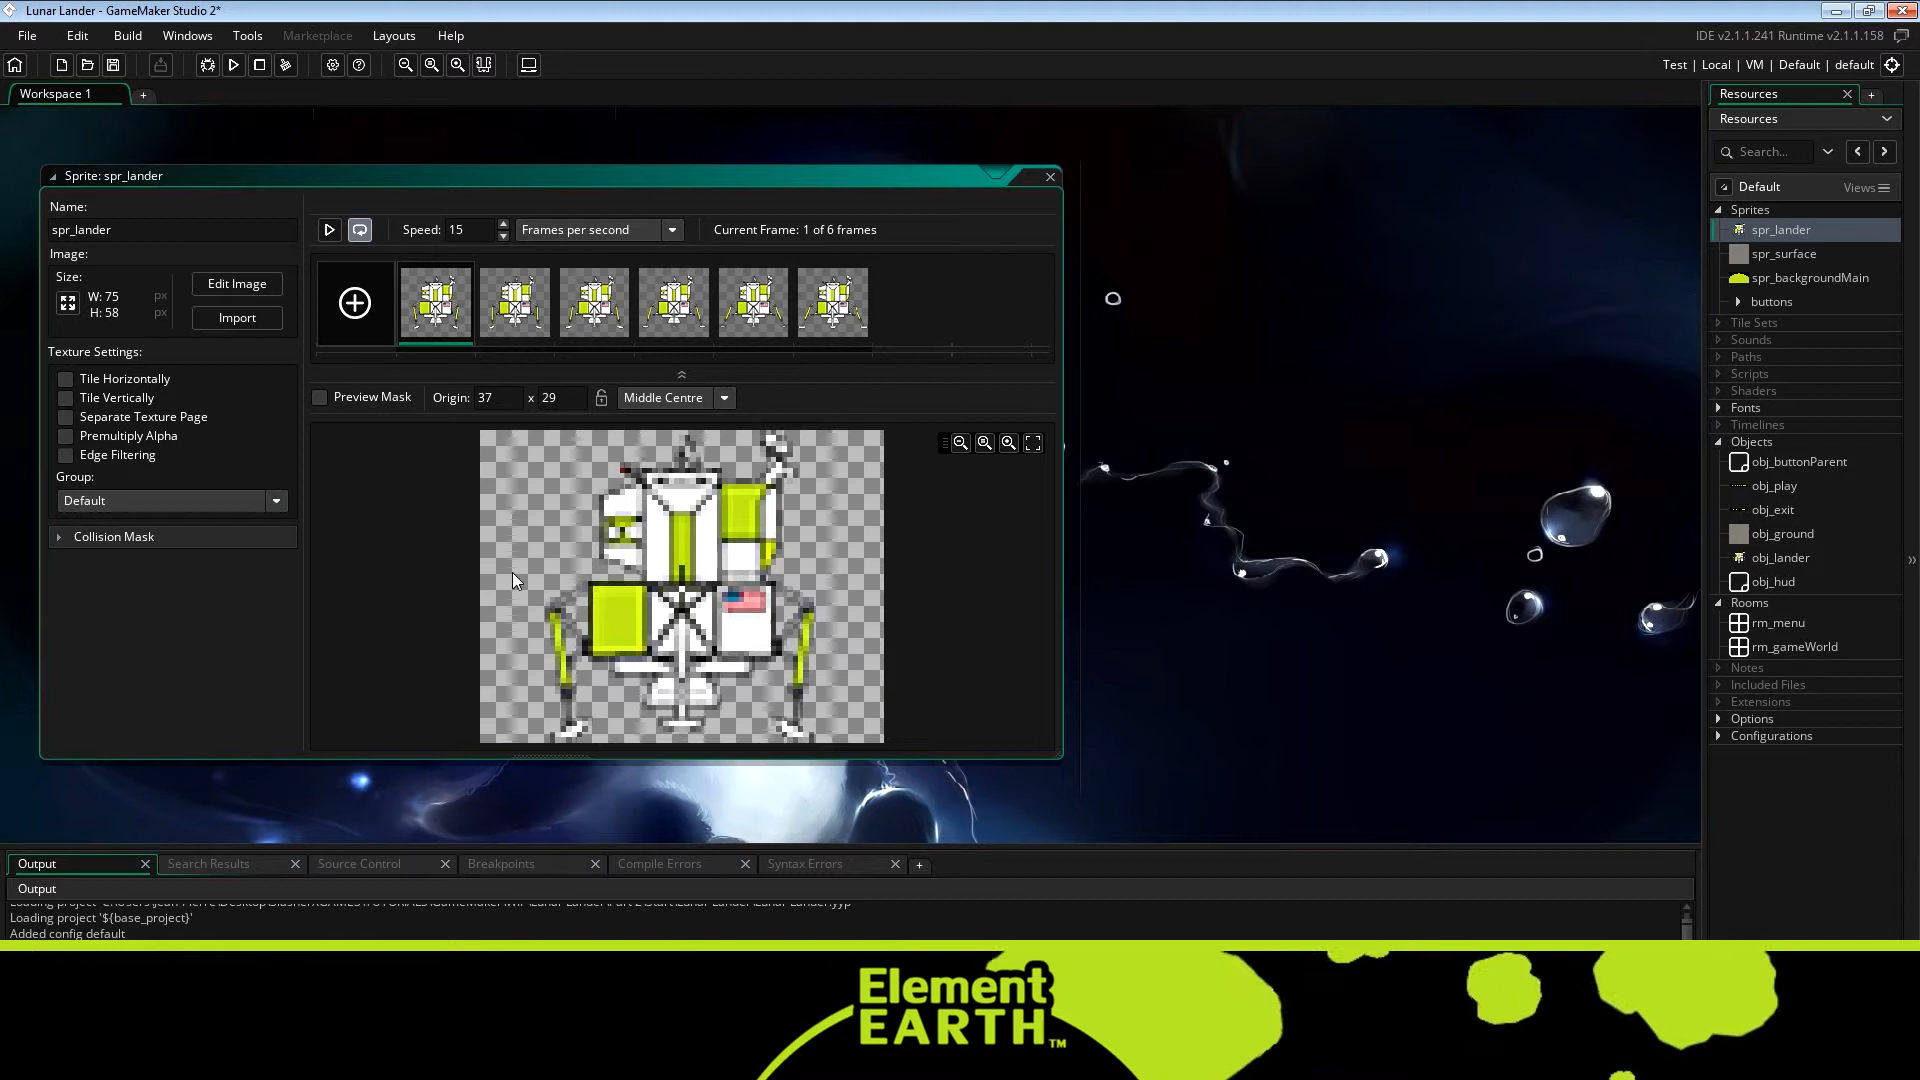 Lunar Lander - GameMaker Studio 2*
File Edit Build Windows Tools Marketplace Layouts Help
IDE v2.1.1.241 Runtime v2.1.1.158
Test | Local | VM | Default | default
Workspace 1
Sprite: spr_lander
Name:
spr_lander
Image:
Size:
W: 75 px
H: 58 px
Edit Image
Import
Texture Settings:
Tile Horizontally
Tile Vertically
Separate Texture Page
Premultiply Alpha
Edge Filtering
Group:
Default
Collision Mask
Speed: 15 Frames per second Current Frame: 1 of 6 frames
Preview Mask Origin: 37 x 29 Middle Centre
Resources
Resources
Search...
Default Views
Sprites
spr_lander
spr_surface
spr_backgroundMain
buttons
Tile Sets
Sounds
Paths
Scripts
Shaders
Fonts
Timelines
Objects
obj_buttonParent
obj_play
obj_exit
obj_ground
obj_lander
obj_hud
Rooms
rm_menu
rm_gameWorld
Notes
Included Files
Extensions
Options
Configurations
Output Search Results Source Control Breakpoints Compile Errors Syntax Errors
Output
Loading project '${base_project}'
Added config default
Element
EARTH™